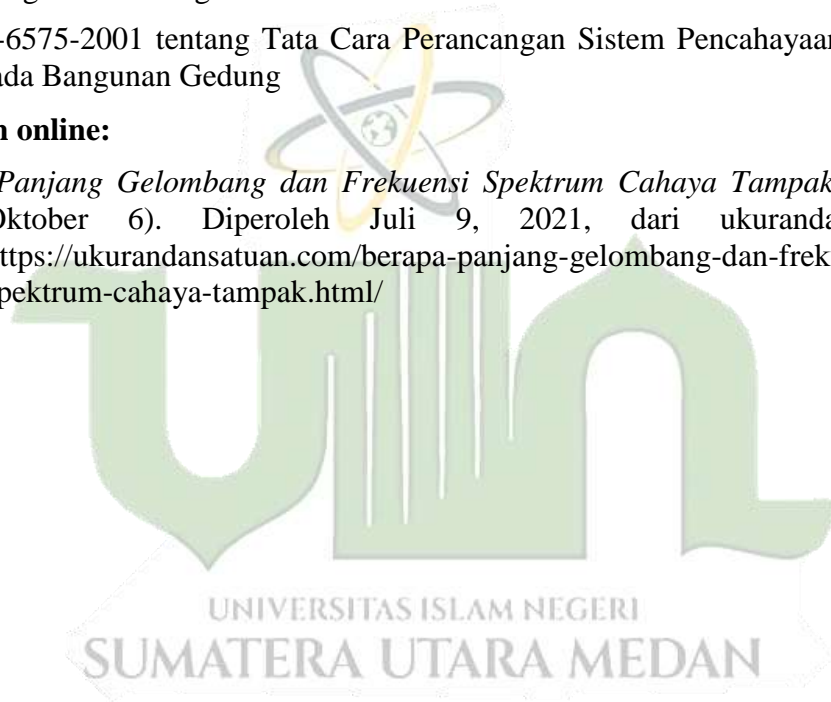 -6575-2001 tentang Tata Cara Perancangan Sistem Pencahayaan
ada Bangunan Gedung
n online:
Panjang Gelombang dan Frekuensi Spektrum Cahaya Tampak
Oktober 6). Diperoleh Juli 9, 2021, dari ukuranda
ttps://ukurandansatuan.com/berapa-panjang-gelombang-dan-frek
pektrum-cahaya-tampak.html/
UNIVERSITAS ISLAM NEGERI
SUMATERA UTARA MEDAN